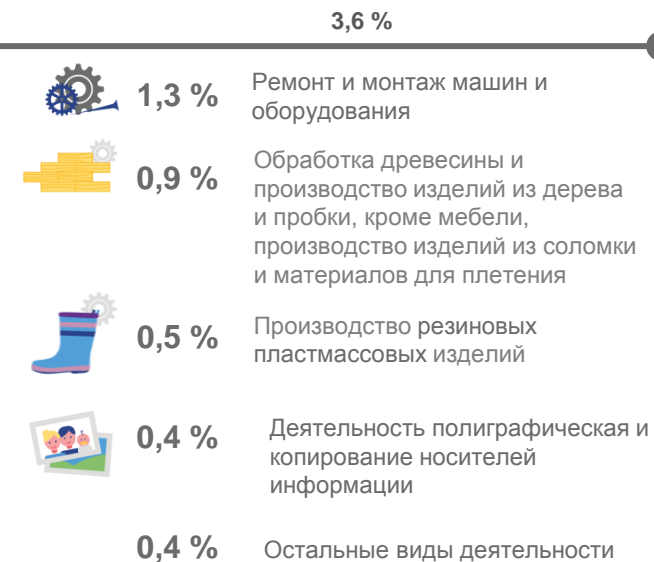 3,6 %
1,3 %
Ремонт и монтаж машин и
оборудования
0,9 %
Обработка древесины и
производство изделий из дерева
и пробки, кроме мебели,
производство изделий из соломки
и материалов для плетения
0,5 %
Производство резиновых
пластмассовых изделий
0,4 %
Деятельность полиграфическая и
копирование носителей
информации
0,4 %
Остальные виды деятельности